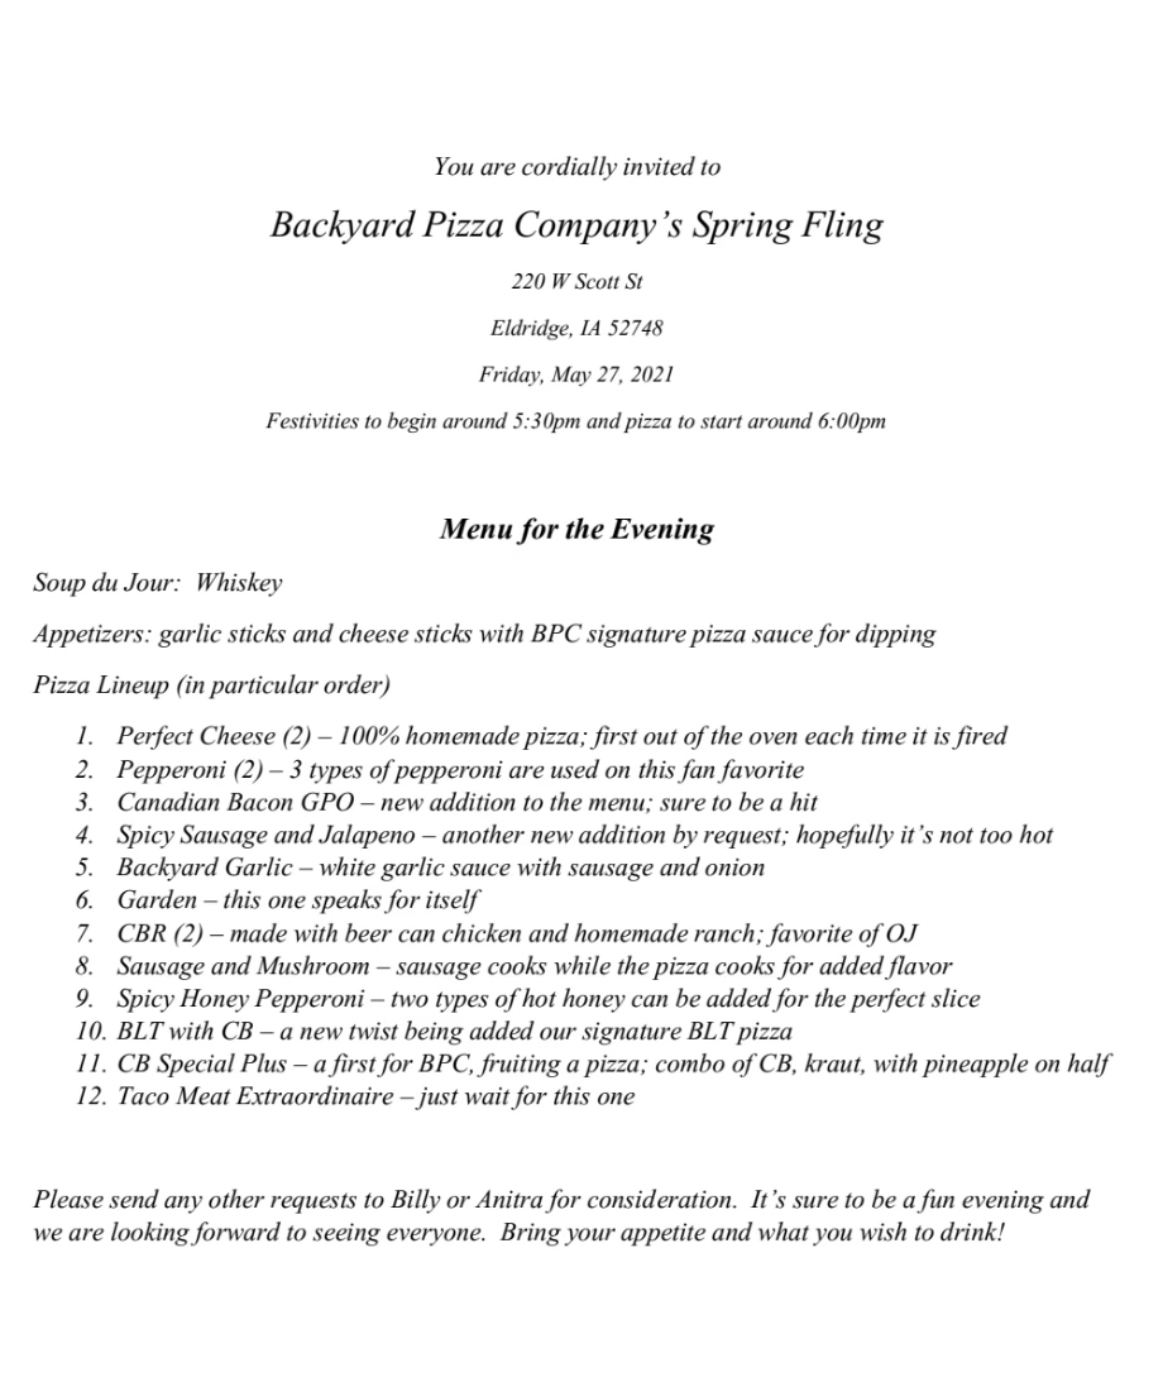 You are cordially invited to
Backyard Pizza Company’s Spring Fling
220 W Scott St
Eldridge, IA 52748
Friday, May 27, 2021
Festivities to begin around 5:30pm and pizza to start around 6:00pm
Menu for the Evening
Soup du Jour:  Whiskey
Appetizers: garlic sticks and cheese sticks with BPC signature pizza sauce for dipping
Pizza Lineup (in particular order)
1. Perfect Cheese (2) – 100% homemade pizza; first out of the oven each time it is fired
2. Pepperoni (2) – 3 types of pepperoni are used on this fan favorite
3. Canadian Bacon GPO – new addition to the menu; sure to be a hit
4. Spicy Sausage and Jalapeno – another new addition by request; hopefully it’s not too hot
5. Backyard Garlic – white garlic sauce with sausage and onion
6. Garden – this one speaks for itself
7. CBR (2) – made with beer can chicken and homemade ranch; favorite of OJ
8. Sausage and Mushroom – sausage cooks while the pizza cooks for added flavor
9. Spicy Honey Pepperoni – two types of hot honey can be added for the perfect slice
10. BLT with CB – a new twist being added our signature BLT pizza
11. CB Special Plus – a first for BPC, fruiting a pizza; combo of CB, kraut, with pineapple on half
12. Taco Meat Extraordinaire – just wait for this one
Please send any other requests to Billy or Anitra for consideration.  It’s sure to be a fun evening and
we are looking forward to seeing everyone.  Bring your appetite and what you wish to drink!